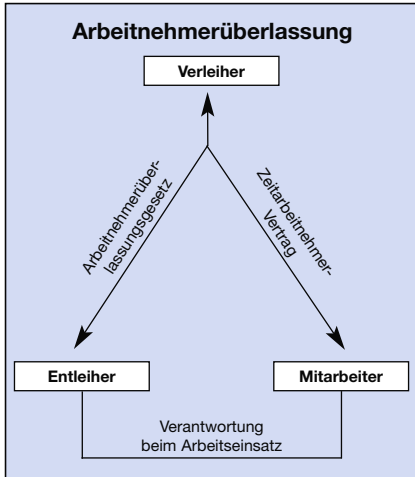 Arbeitnehmerüberlassung
Verleiher
Arbeitnehmerüber-
lassungsgesetz
Zeitarbeitnehmer-
Vertrag
Entleiher
Mitarbeiter
Verantwortung
beim Arbeitseinsatz